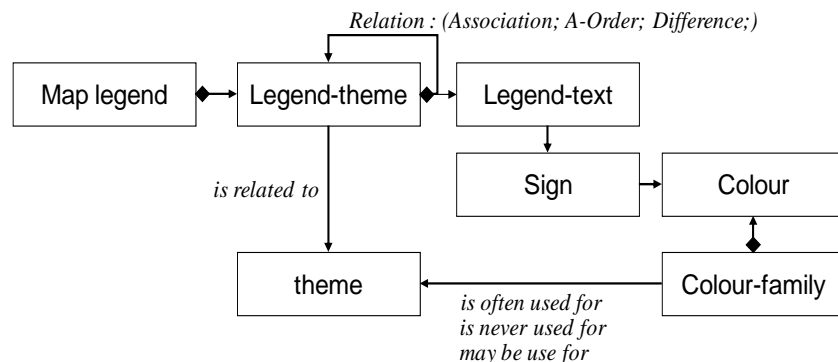 Relation : (Association; A-Order; Difference;)
Map legend
Legend-theme
Legend-text
is related to
Sign
Colour
theme
Colour-family
is often used for
is never used for
may be use for